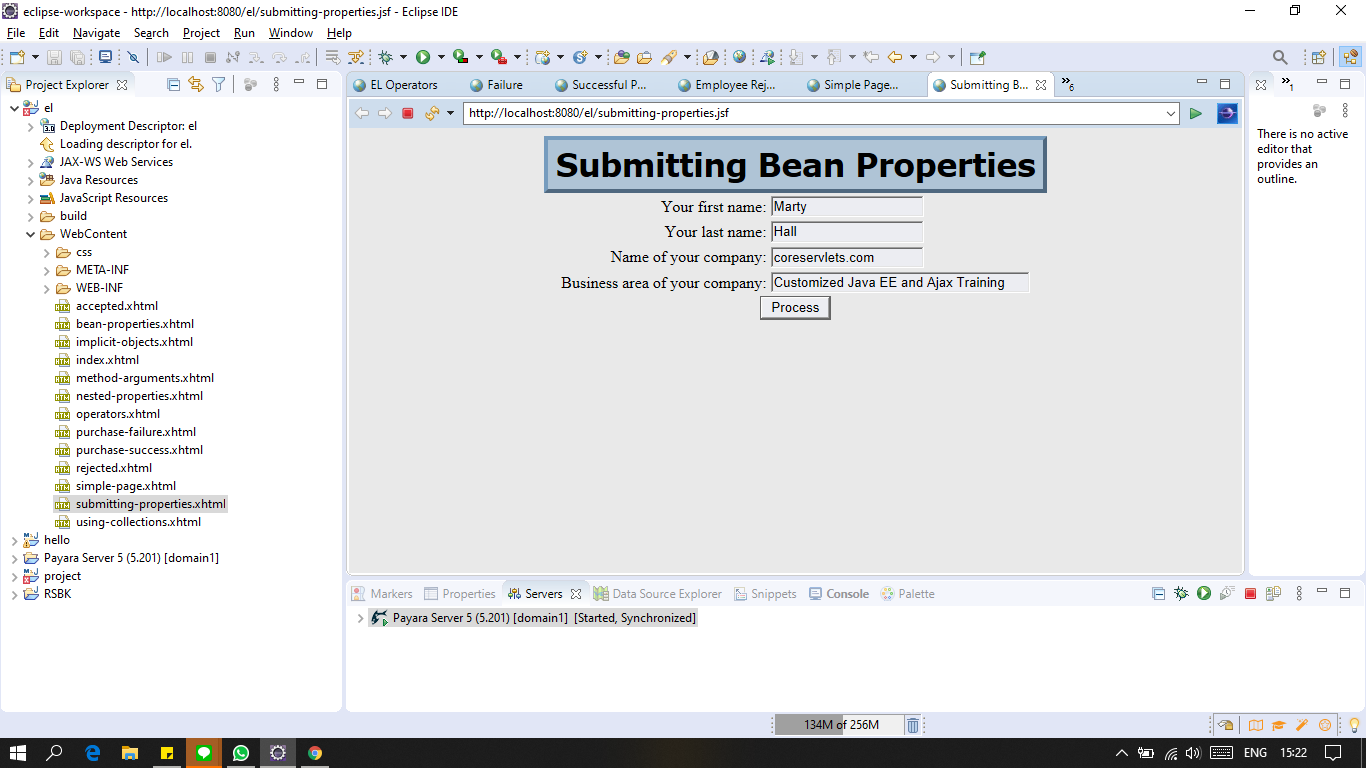 eclipse-workspace - http://localhost:8080/el/submitting-properties.jsf - Eclipse IDE
File Edit Navigate Search Project Run Window Help
Project Explorer
el
Deployment Descriptor: el
Loading descriptor for el.
JAX-WS Web Services
Java Resources
JavaScript Resources
build
WebContent
css
META-INF
WEB-INF
accepted.xhtml
bean-properties.xhtml
implicit-objects.xhtml
index.xhtml
method-arguments.xhtml
nested-properties.xhtml
operators.xhtml
purchase-failure.xhtml
purchase-success.xhtml
rejected.xhtml
simple-page.xhtml
submitting-properties.xhtml
using-collections.xhtml
hello
Payara Server 5 (5.201) [domain1]
project
RSBK
EL Operators Failure Successful P... Employee Rej... Simple Page... Submitting B... »6
http://localhost:8080/el/submitting-properties.jsf
Submitting Bean Properties
Your first name: Marty
Your last name: Hall
Name of your company: coreservlets.com
Business area of your company: Customized Java EE and Ajax Training
Process
»1
There is no active
editor that
provides an
outline.
Markers Properties Servers Data Source Explorer Snippets Console Palette
Payara Server 5 (5.201) [domain1] [Started, Synchronized]
134M of 256M
ENG 15:22